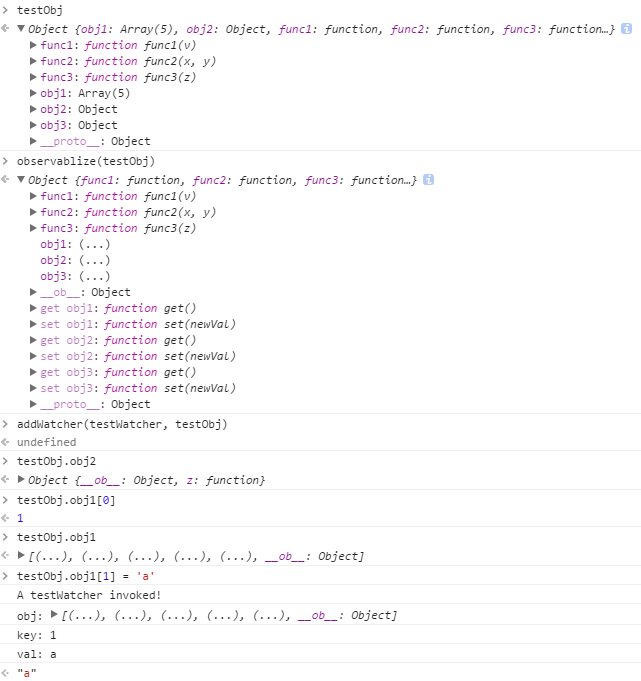 testObj
Object {obj1: Array(5), obj2: Object, func1: function, func2: function, func3: function…}
func1: function func1(v)
func2: function func2(x, y)
func3: function func3(z)
obj1: Array(5)
obj2: Object
obj3: Object
__proto__: Object
observablize(testObj)
Object {func1: function, func2: function, func3: function…}
func1: function func1(v)
func2: function func2(x, y)
func3: function func3(z)
obj1: (...)
obj2: (...)
obj3: (...)
__ob__: Object
get obj1: function get()
set obj1: function set(newVal)
get obj2: function get()
set obj2: function set(newVal)
get obj3: function get()
set obj3: function set(newVal)
__proto__: Object
addWatcher(testWatcher, testObj)
undefined
testObj.obj2
Object {__ob__: Object, z: function}
testObj.obj1[0]
1
testObj.obj1
[(...), (...), (...), (...), (...), __ob__: Object]
testObj.obj1[1] = 'a'
A testWatcher invoked!
obj: [(...), (...), (...), (...), (...), __ob__: Object]
key: 1
val: a
"a"